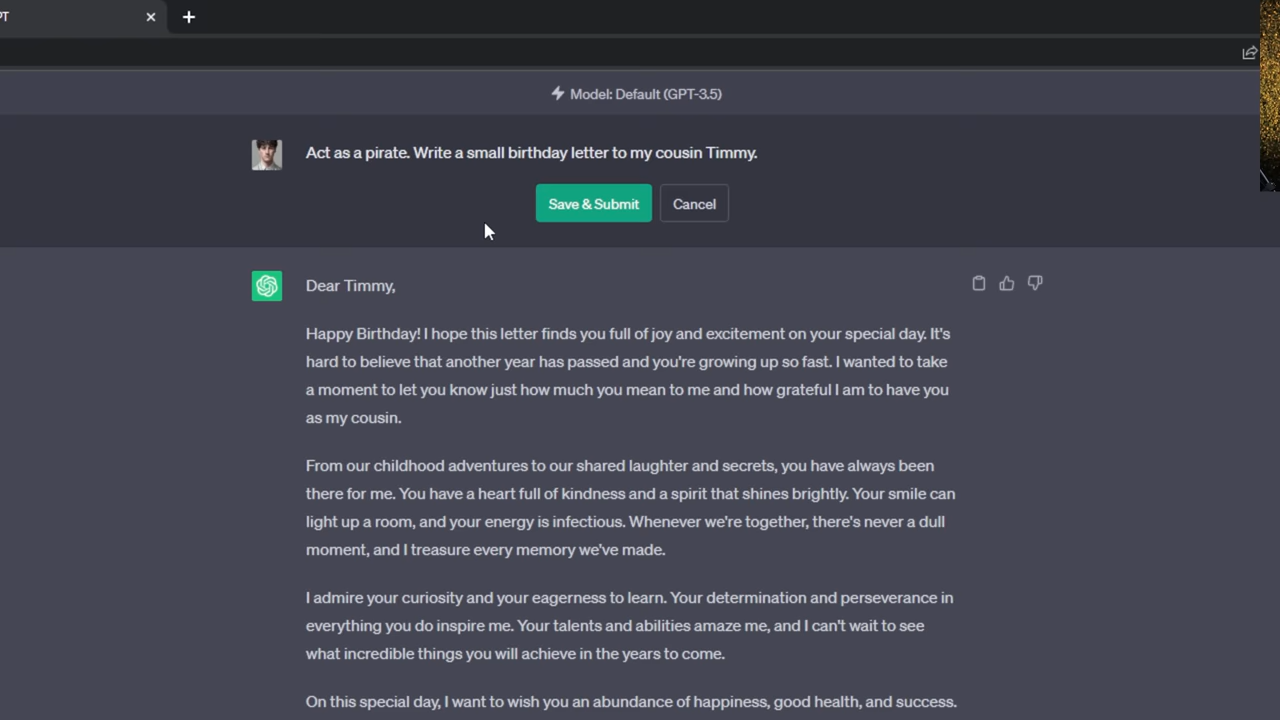 PT
Model: Default (GPT-3.5)
Act as a pirate. Write a small birthday letter to my cousin Timmy.
Save & Submit
Cancel
Dear Timmy,
Happy Birthday! I hope this letter finds you full of joy and excitement on your special day. It's
hard to believe that another year has passed and you're growing up so fast. I wanted to take
a moment to let you know just how much you mean to me and how grateful I am to have you
as my cousin.
From our childhood adventures to our shared laughter and secrets, you have always been
there for me. You have a heart full of kindness and a spirit that shines brightly. Your smile can
light up a room, and your energy is infectious. Whenever we're together, there's never a dull
moment, and I treasure every memory we've made.
I admire your curiosity and your eagerness to learn. Your determination and perseverance in
everything you do inspire me. Your talents and abilities amaze me, and I can't wait to see
what incredible things you will achieve in the years to come.
On this special day, I want to wish you an abundance of happiness, good health, and success.